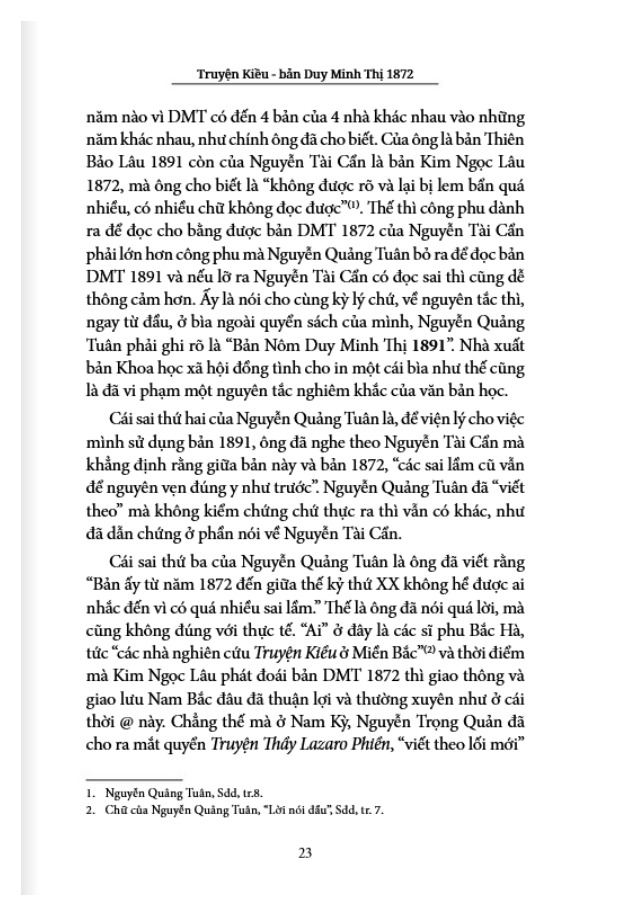 Truyện Kiều - bản Duy Minh Thị 1872
năm nào vì DMT có đến 4 bản của 4 nhà khác nhau vào những
năm khác nhau, như chính ông đã cho biết. Của ông là bản Thiên
Bảo Lâu 1891 còn của Nguyễn Tài Cẩn là bản Kim Ngọc Lâu
1872, mà ông cho biết là “không được rõ và lại bị lem bẩn quá
nhiều, có nhiều chữ không đọc được”(1). Thế thì công phu dành
ra để đọc cho bằng được bản DMT 1872 của Nguyễn Tài Cẩn
phải lớn hơn công phu mà Nguyễn Quảng Tuân bỏ ra để đọc bản
DMT 1891 và nếu lỡ ra Nguyễn Tài Cẩn có đọc sai thì cũng dễ
thông cảm hơn. Ấy là nói cho cùng kỳ lý chứ, về nguyên tắc thì,
ngay từ đầu, ở bìa ngoài quyển sách của mình, Nguyễn Quảng
Tuân phải ghi rõ là “Bản Nôm Duy Minh Thị 1891”. Nhà xuất
bản Khoa học xã hội đồng tình cho in một cái bìa như thế cũng
là đã vi phạm một nguyên tắc nghiêm khắc của văn bản học.
Cái sai thứ hai của Nguyễn Quảng Tuân là, để viện lý cho việc
mình sử dụng bản 1891, ông đã nghe theo Nguyễn Tài Cẩn mà
khẳng định rằng giữa bản này và bản 1872, “các sai lầm cũ vẫn
để nguyên vẹn đúng y như trước”. Nguyễn Quảng Tuân đã “viết
theo” mà không kiểm chứng chứ thực ra thì vẫn có khác, như
đã dẫn chứng ở phần nói về Nguyễn Tài Cẩn.
Cái sai thứ ba của Nguyễn Quảng Tuân là ông đã viết rằng
“Bản ấy từ năm 1872 đến giữa thế kỷ thứ XX không hề được ai
nhắc đến vì có quá nhiều sai lầm.” Thế là ông đã nói quá lời, mà
cũng không đúng với thực tế. “Ai” ở đây là các sĩ phu Bắc Hà,
tức “các nhà nghiên cứu Truyện Kiều ở Miền Bắc”(2) và thời điểm
mà Kim Ngọc Lâu phát đoái bản DMT 1872 thì giao thông và
giao lưu Nam Bắc đâu đã thuận lợi và thường xuyên như ở cái
thời @ này. Chẳng thế mà ở Nam Kỳ, Nguyễn Trọng Quản đã
cho ra mắt quyển Truyện Thầy Lazaro Phiền, “viết theo lối mới”
1. Nguyễn Quảng Tuân, Sdd, tr.8.
2. Chữ của Nguyễn Quảng Tuân, “Lời nói đầu”, Sdd, tr. 7.
23